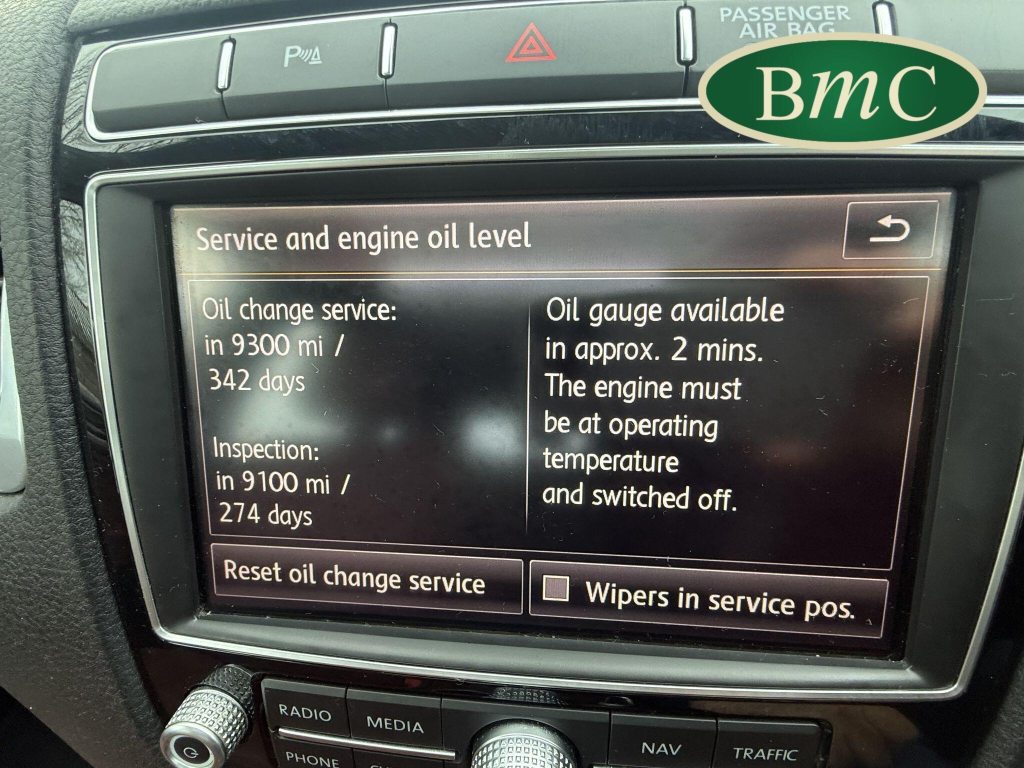 P
PASSENGER
AIR BAG
BmC
Service and engine oil level
Oil change service:
in 9300 mi /
342 days
Inspection:
in 9100 mi /
274 days
Oil gauge available
in approx. 2 mins.
The engine must
be at operating
temperature
and switched off.
Reset oil change service
Wipers in service pos.
RADIO
MEDIA
NAV
TRAFFIC
PHONE